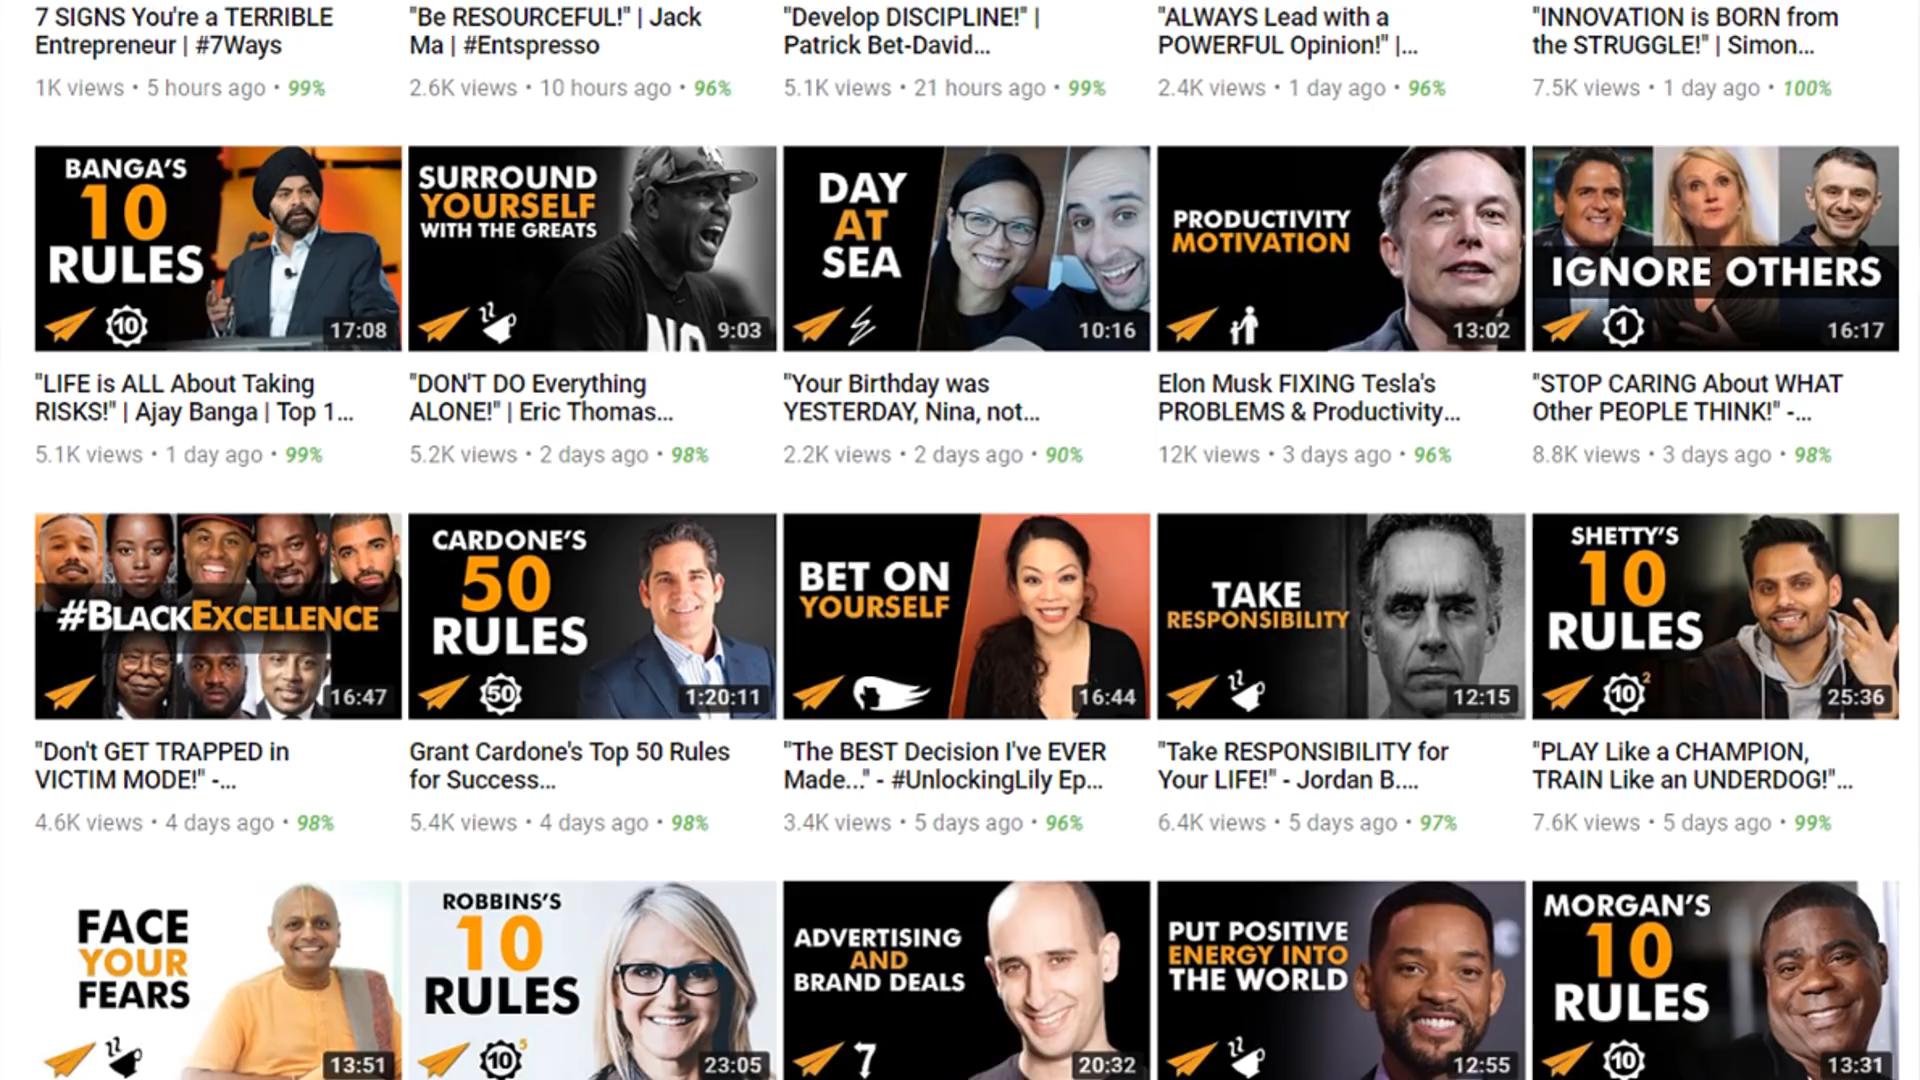 7 SIGNS You're a TERRIBLE
Entrepreneur | #7Ways
1K views • 5 hours ago • 99%
"Be RESOURCEFUL!" | Jack
Ma | #Entspresso
2.6K views • 10 hours ago • 96%
"Develop DISCIPLINE!" |
Patrick Bet-David...
5.1K views • 21 hours ago • 99%
"ALWAYS Lead with a
POWERFUL Opinion!" |...
2.4K views • 1 day ago • 96%
"INNOVATION is BORN from
the STRUGGLE!" | Simon...
7.5K views • 1 day ago • 100%
BANGA'S
10
RULES
10
17:08
"LIFE is ALL About Taking
RISKS!" | Ajay Banga | Top 1...
5.1K views • 1 day ago • 99%
SURROUND
YOURSELF
WITH THE GREATS
9:03
"DON'T DO Everything
ALONE!" | Eric Thomas...
5.2K views • 2 days ago • 98%
DAY
AT
SEA
10:16
"Your Birthday was
YESTERDAY, Nina, not...
2.2K views • 2 days ago • 90%
PRODUCTIVITY
MOTIVATION
13:02
Elon Musk FIXING Tesla's
PROBLEMS & Productivity...
12K views • 3 days ago • 96%
IGNORE OTHERS
1
16:17
"STOP CARING About WHAT
Other PEOPLE THINK!" -...
8.8K views • 3 days ago • 98%
#BLACKEXCELLENCE
16:47
"Don't GET TRAPPED in
VICTIM MODE!" -...
4.6K views • 4 days ago • 98%
CARDONE'S
50
RULES
50
1:20:11
Grant Cardone's Top 50 Rules
for Success...
5.4K views • 4 days ago • 98%
BET ON
YOURSELF
16:44
"The BEST Decision I've EVER
Made..." - #UnlockingLily Ep...
3.4K views • 5 days ago • 96%
TAKE
RESPONSIBILITY
12:15
"Take RESPONSIBILITY for
Your LIFE!" - Jordan B....
6.4K views • 5 days ago • 97%
SHETTY'S
10
RULES
10 2
25:36
"PLAY Like a CHAMPION,
TRAIN Like an UNDERDOG!"...
7.6K views • 5 days ago • 99%
FACE
YOUR
FEARS
13:51
ROBBINS'S
10
RULES
10 5
23:05
ADVERTISING
AND
BRAND DEALS
7
20:32
PUT POSITIVE
ENERGY INTO
THE WORLD
12:55
MORGAN'S
10
RULES
10
13:31